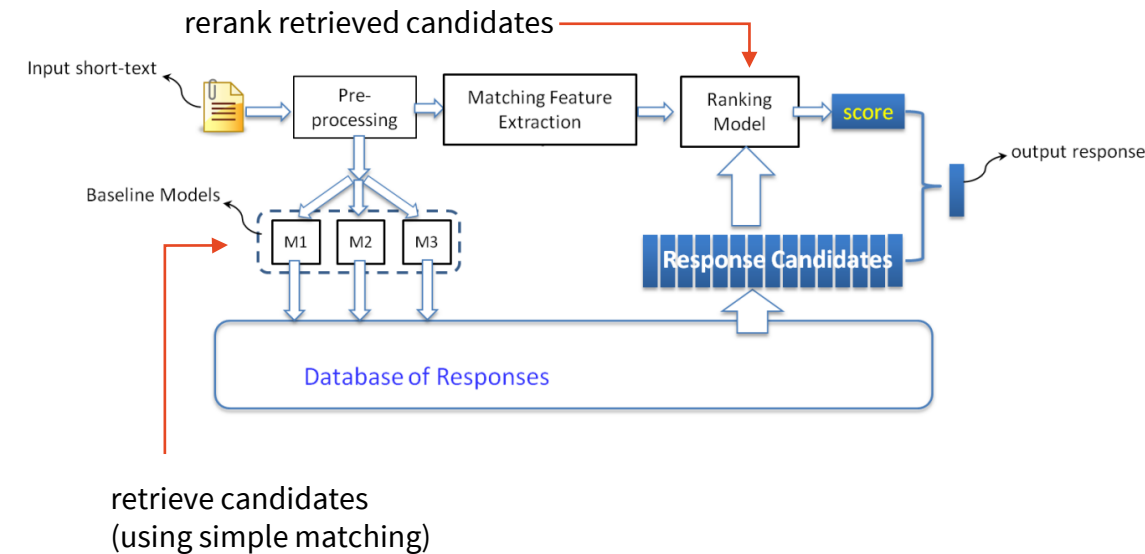 rerank retrieved candidates
Input short-text
Pre-
processing
Matching Feature
Extraction
Ranking
Model
score
output response
Baseline Models
M1
M2
M3
Response Candidates
Database of Responses
retrieve candidates
(using simple matching)